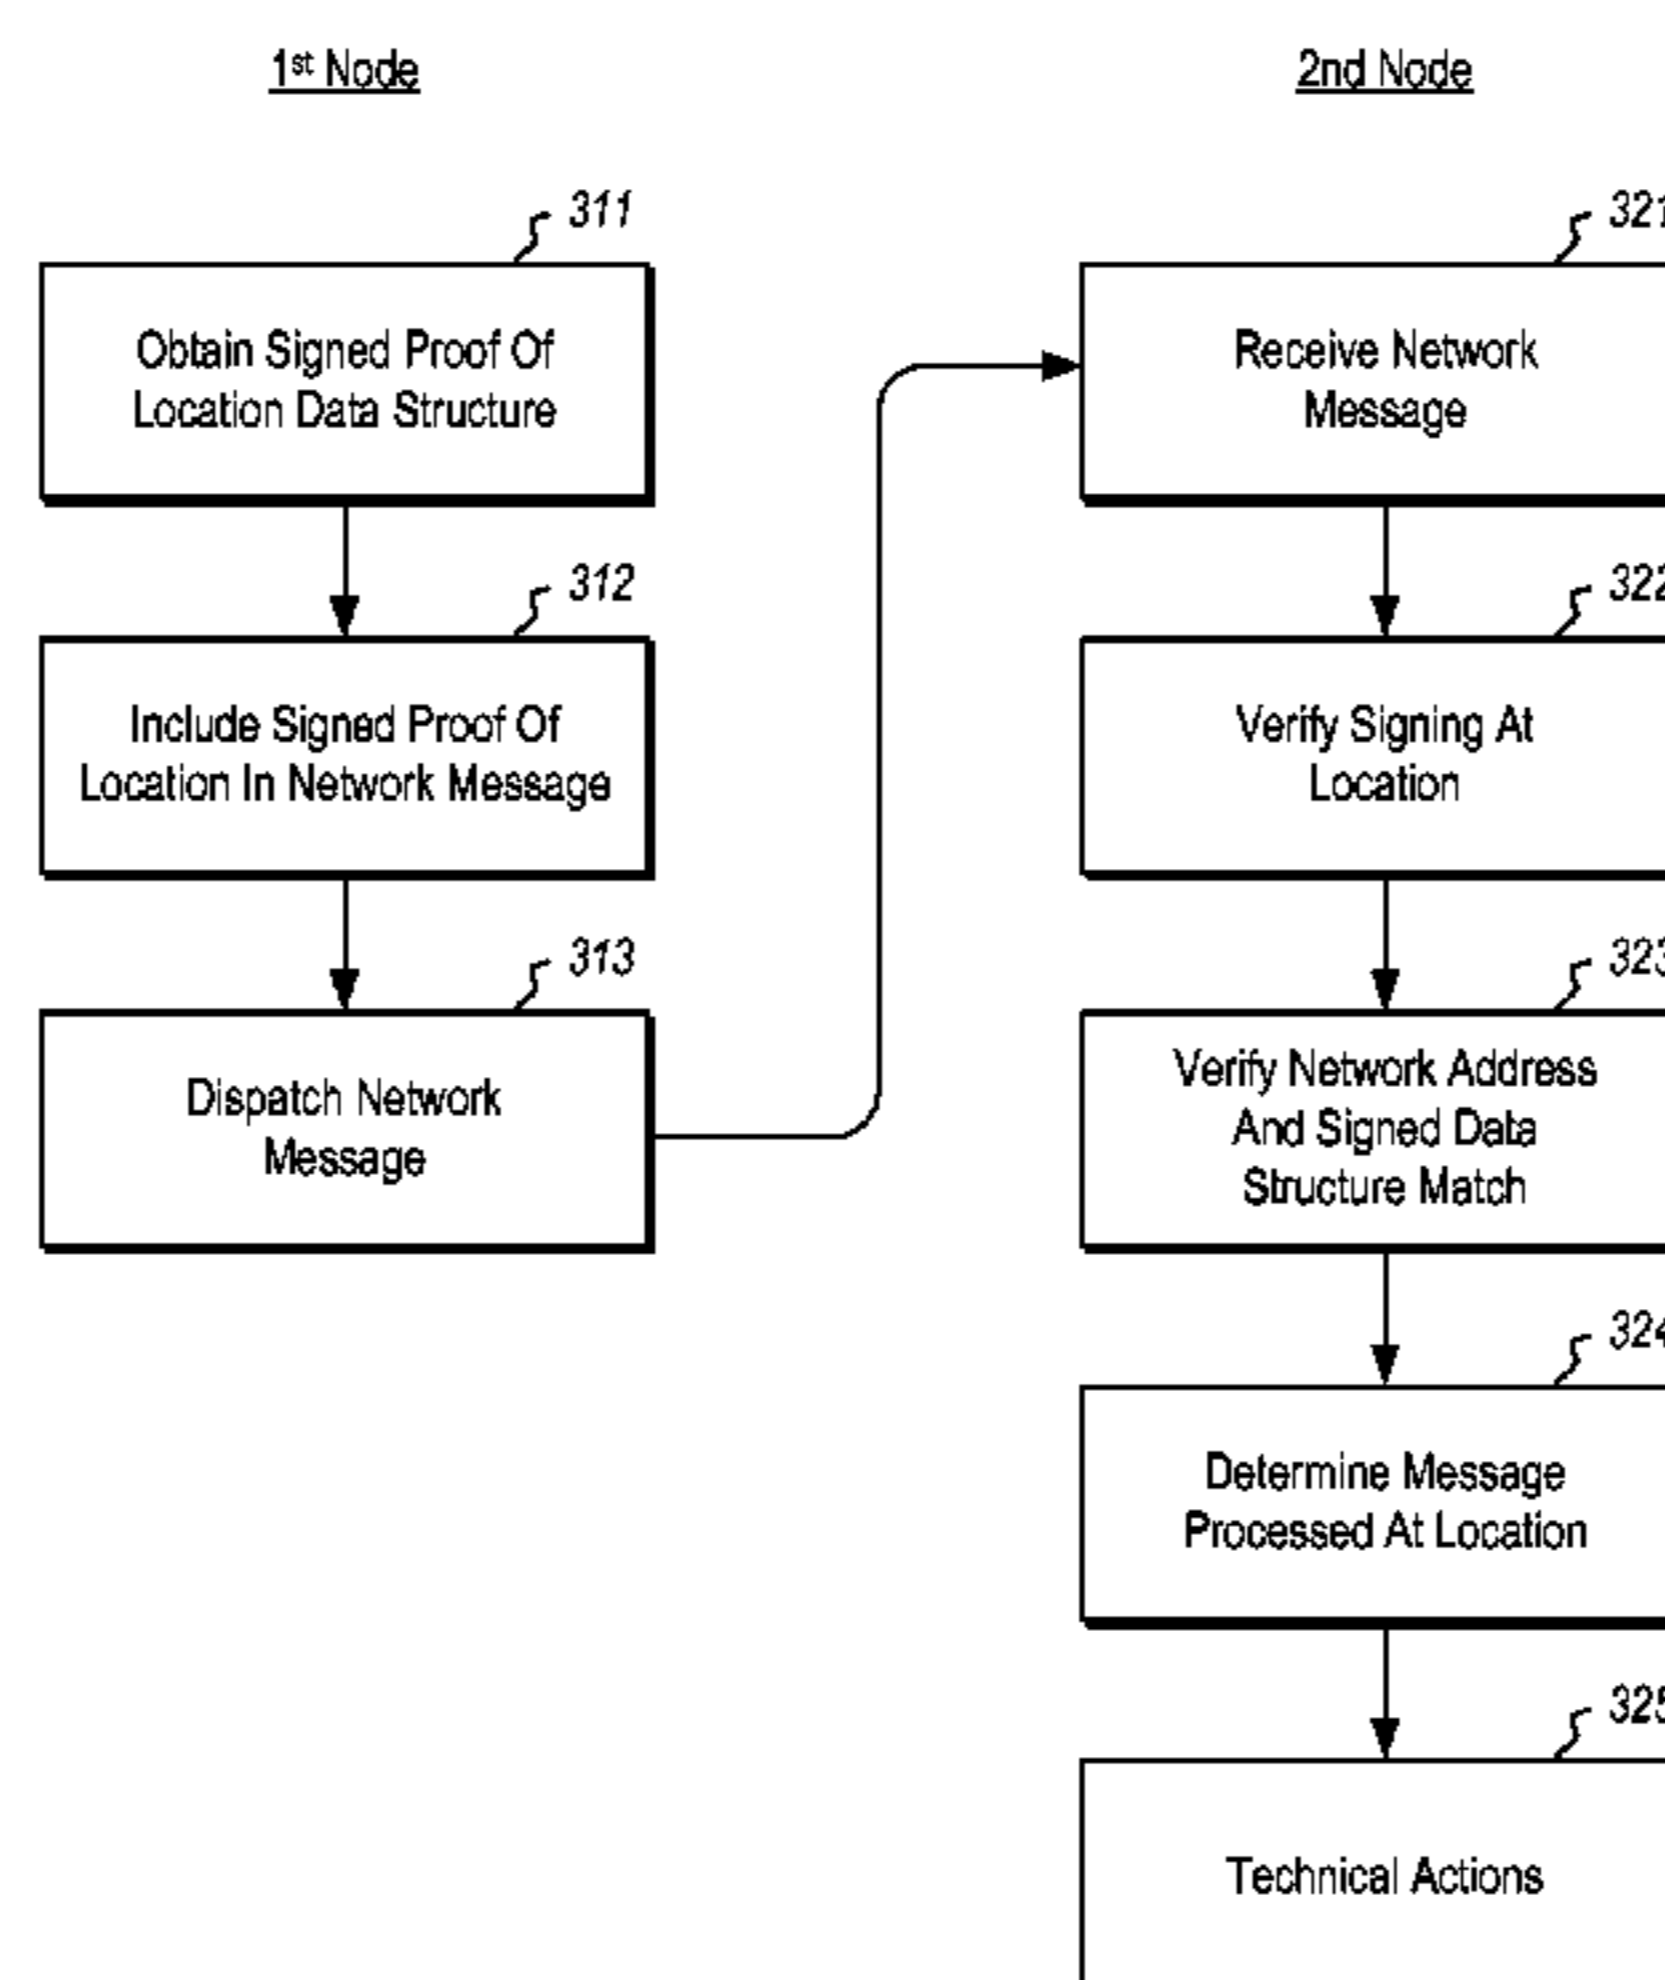 1st Node
311
Obtain Signed Proof Of
Location Data Structure
312
Include Signed Proof Of
Location In Network Message
313
Dispatch Network
Message
2nd Node
321
Receive Network
Message
322
Verify Signing At
Location
323
Verify Network Address
And Signed Data
Structure Match
324
Determine Message
Processed At Location
325
Technical Actions